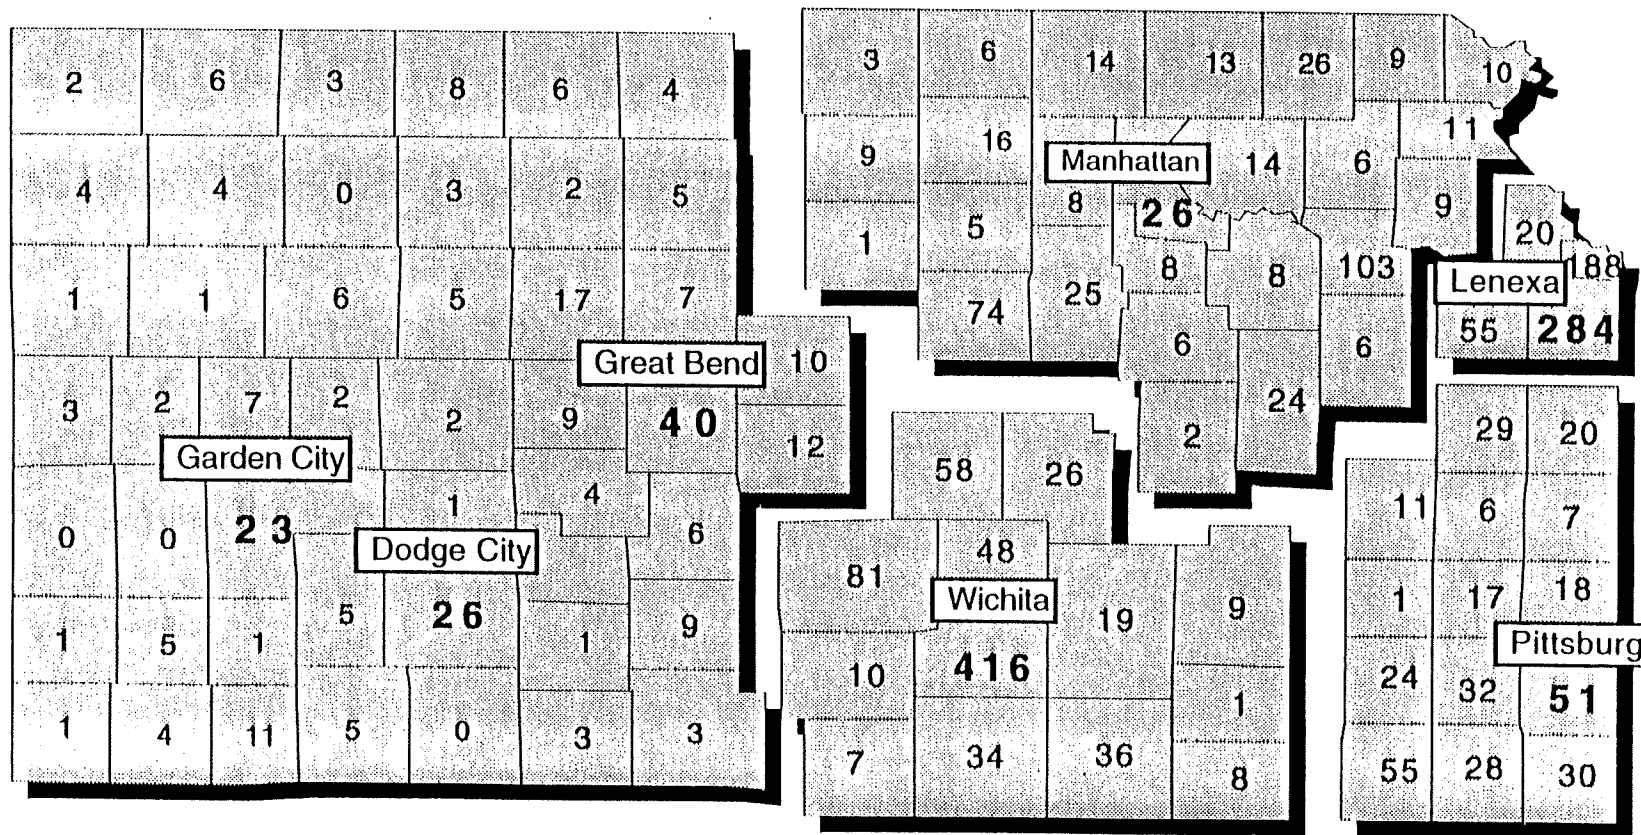 2 6 3 8 6 4
4 4 0 3 2 5
1 1 6 5 17 7
Great Bend
10
3 2 7 2 2 9 40
12
Garden City
0 0 23 1 4 6
Dodge City
1 5 1 5 26 1 9
1 4 11 5 0 3 3
3 6 14 13 26 9 10
9 16 Manhattan 14 6 11
1 5 8 26 9
8 8 103
74 25
6 6
2 24
20
188
Lenexa
55 284
58 26
81 48
Wichita
19 9
10 416
1
7 34 36 8
29 20
11 6 7
1 17 18
Pittsburg
24 32 51
55 28 30